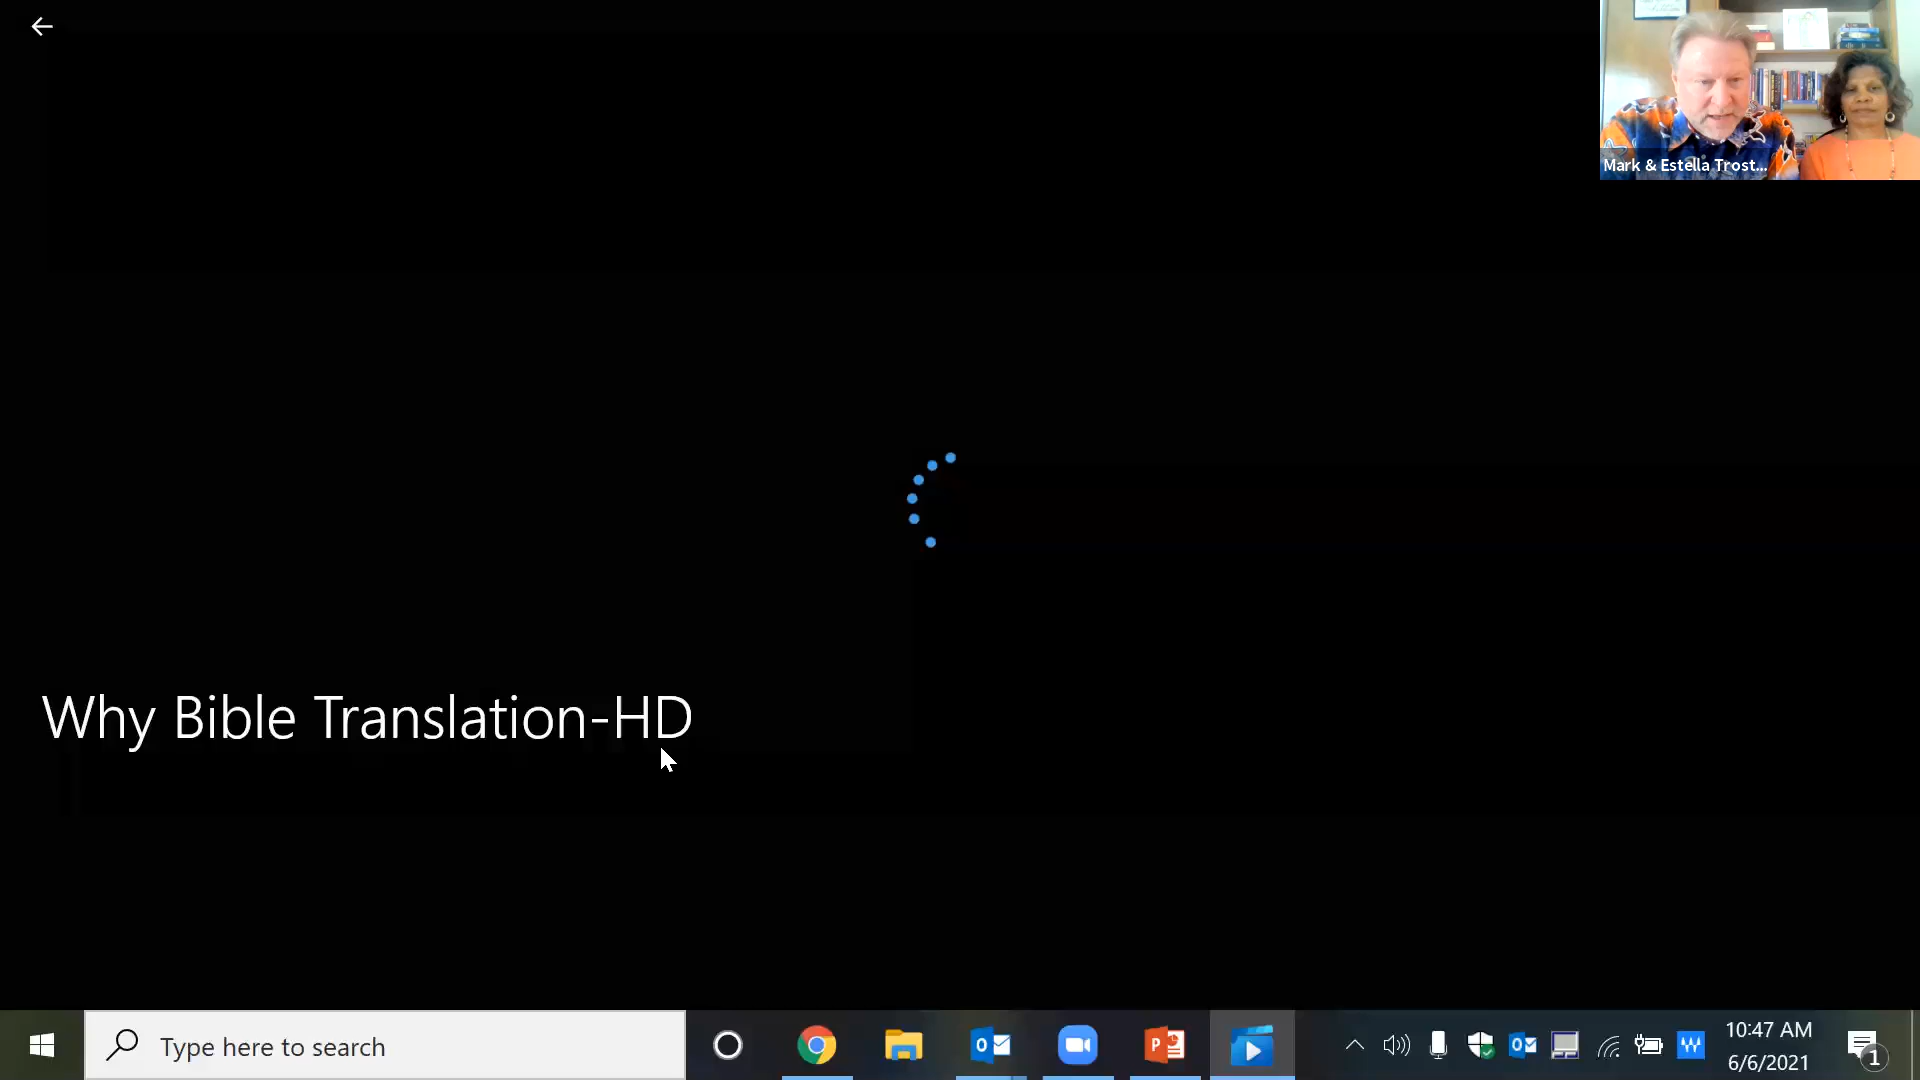 Mark & Estella Trost...
Why Bible Translation-HD
Type here to search
10:47 AM
6/6/2021
1